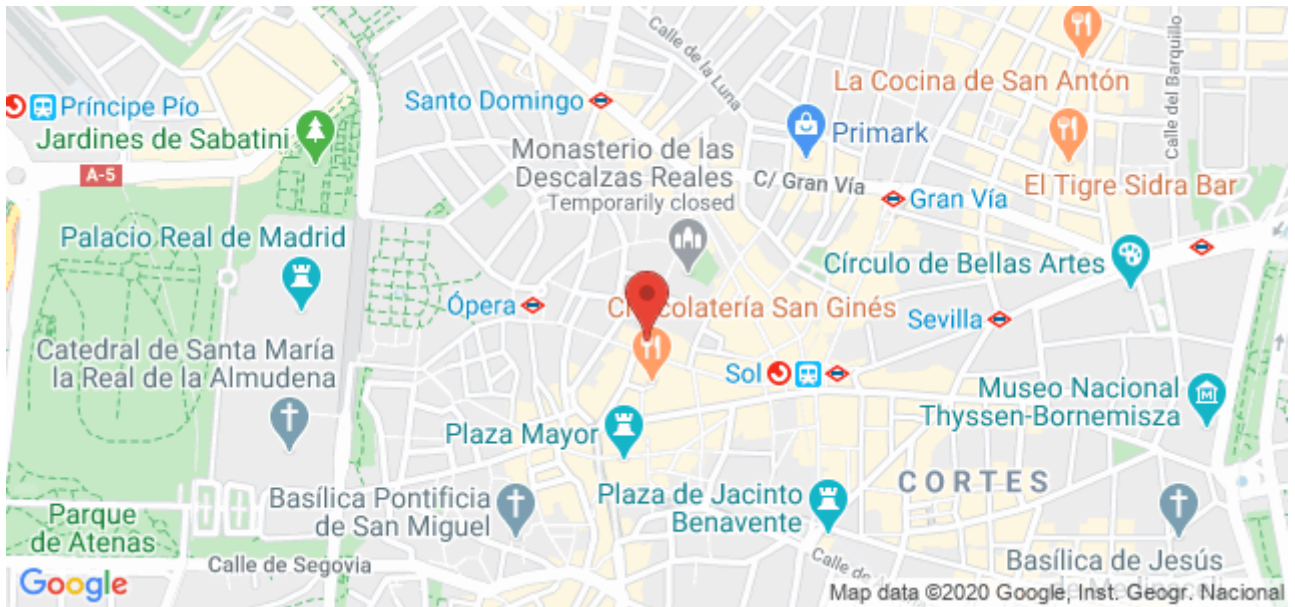 Calle de la Luna
Calle del Barquillo
La Cocina de San Antón
Príncipe Pío
Santo Domingo
Jardines de Sabatini
Primark
Monasterio de las
Descalzas Reales
Temporarily closed
A-5
C/ Gran Vía
El Tigre Sidra Bar
Gran Vía
Palacio Real de Madrid
Círculo de Bellas Artes
Ópera
San Ginés
Sevilla
Catedral de Santa María
la Real de la Almudena
Sol
Museo Nacional
Thyssen-Bornemisza
Plaza Mayor
CORTES
Basílica Pontificia
de San Miguel
Plaza de Jacinto
Benavente
Parque
de Atenas
Calle de Segovia
Calle de
Basílica de Jesús
Google
Map data ©2020 Google, Inst. Geogr. Nacional